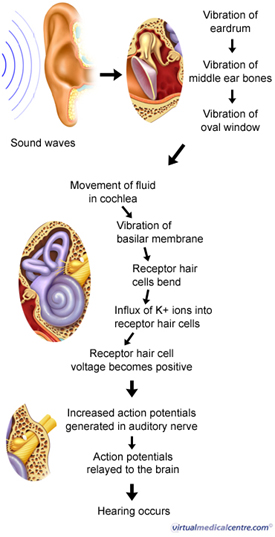 Vibration of
eardrum
Vibration of
middle ear bones
Vibration of
oval window
Sound waves
Movement of fluid
in cochlea
Vibration of
basilar membrane
Receptor hair
cells bend
Influx of K+ ions into
receptor hair cells
Receptor hair cell
voltage becomes positive
Increased action potentials
generated in auditory nerve
Action potentials
relayed to the brain
Hearing occurs
virtualmedicalcentre.com©